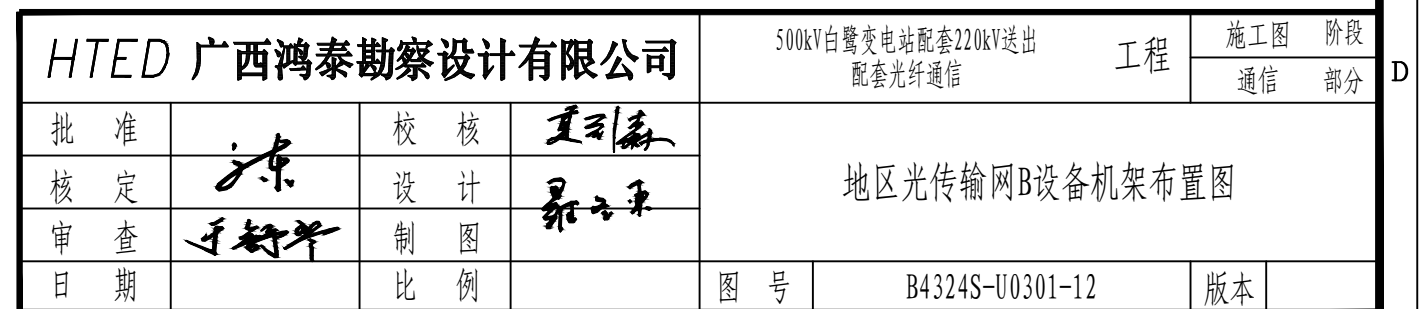 HTED 广西鸿泰勘察设计有限公司
500kV白鹭变电站配套220kV送出
配套光纤通信
工程
施工图 阶段
通信 部分
D
批 准
校 核
核 定
设 计
地区光传输网B设备机架布置图
审 查
制 图
日 期
比 例
图 号
B4324S-U0301-12
版本